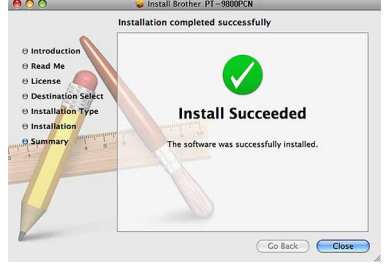 Install Brother PT-9800PCN
Installation completed successfully
Introduction
Read Me
License
Destination Select
Installation Type
Installation
Summary
Install Succeeded
The software was successfully installed.
Go Back
Close